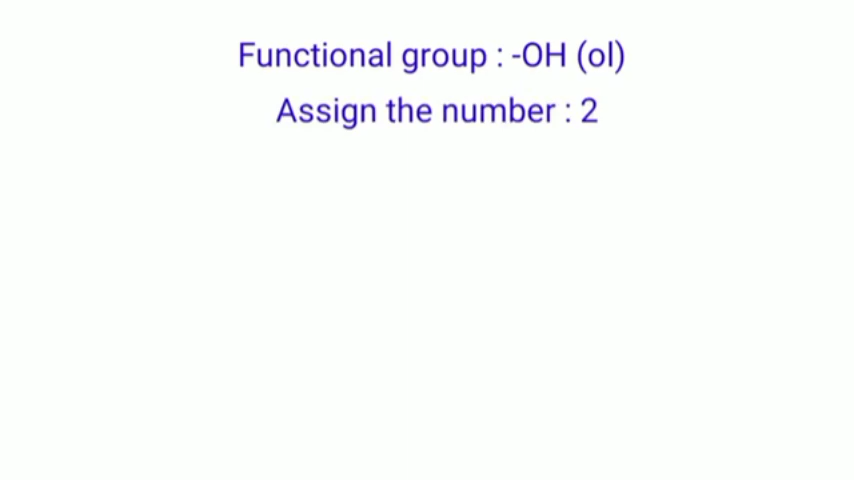 Functional group : -OH (ol)
Assign the number : 2